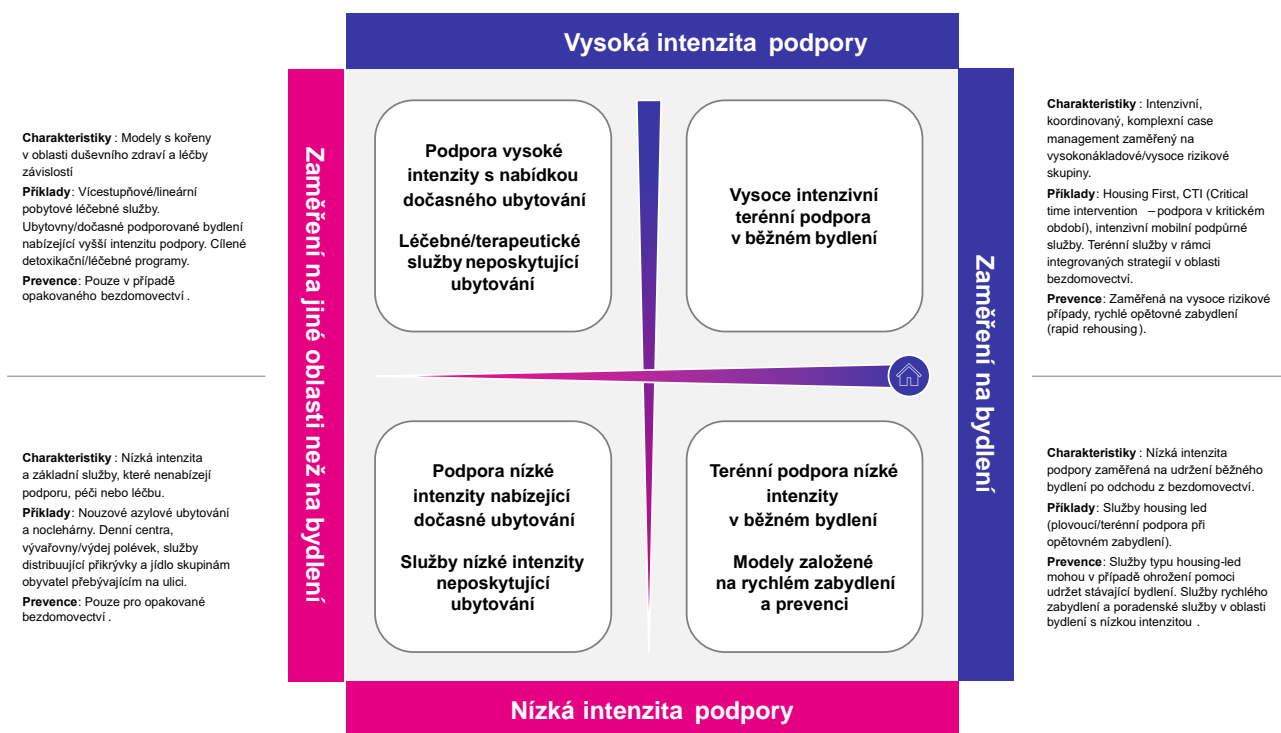 Vysoká intenzita podpory
Charakteristiky : Modely s kořeny
v oblasti duševního zdraví a léčby
závislostí
Příklady: Vícestupňové/lineární
pobytové léčebné služby.
Ubytovny/dočasné podporované bydlení
nabízející vyšší intenzitu podpory. Cílené
detoxikační/léčebné programy.
Prevence: Pouze v případě
opakovaného bezdomovectví .
Zaměření na jiné oblasti než na bydlení
Podpora vysoké
intenzity s nabídkou
dočasného ubytování
Léčebné/terapeutické
služby neposkytující
ubytování
Vysoce intenzivní
terénní podpora
v běžném bydlení
Zaměření na bydlení
Charakteristiky : Intenzivní,
koordinovaný, komplexní case
management zaměřený na
vysokonákladové/vysoce rizikové
skupiny.
Příklady: Housing First, CTI (Critical
time intervention – podpora v kritickém
období), intenzivní mobilní podpůrné
služby. Terénní služby v rámci
integrovaných strategií v oblasti
bezdomovectví.
Prevence: Zaměřená na vysoce rizikové
případy, rychlé opětovné zabydlení
(rapid rehousing).
Charakteristiky : Nízká intenzita
a základní služby, které nenabízejí
podporu, péči nebo léčbu.
Příklady: Nouzové azylové ubytování
a noclehárny. Denní centra,
vývařovny/výdej polévek, služby
distribuující přikrývky a jídlo skupinám
obyvatel přebývajícím na ulici.
Prevence: Pouze pro opakované
bezdomovectví .
Podpora nízké
intenzity nabízející
dočasné ubytování
Služby nízké intenzity
neposkytující
ubytování
Terénní podpora nízké
intenzity
v běžném bydlení
Modely založené
na rychlém zabydlení
a prevenci
Charakteristiky : Nízká intenzita
podpory zaměřená na udržení běžného
bydlení po odchodu z bezdomovectví.
Příklady: Služby housing led
(plovoucí/terénní podpora při
opětovném zabydlení).
Prevence: Služby typu housing-led
mohou v případě ohrožení pomoci
udržet stávající bydlení. Služby rychlého
zabydlení a poradenské služby v oblasti
bydlení s nízkou intenzitou .
Nízká intenzita podpory